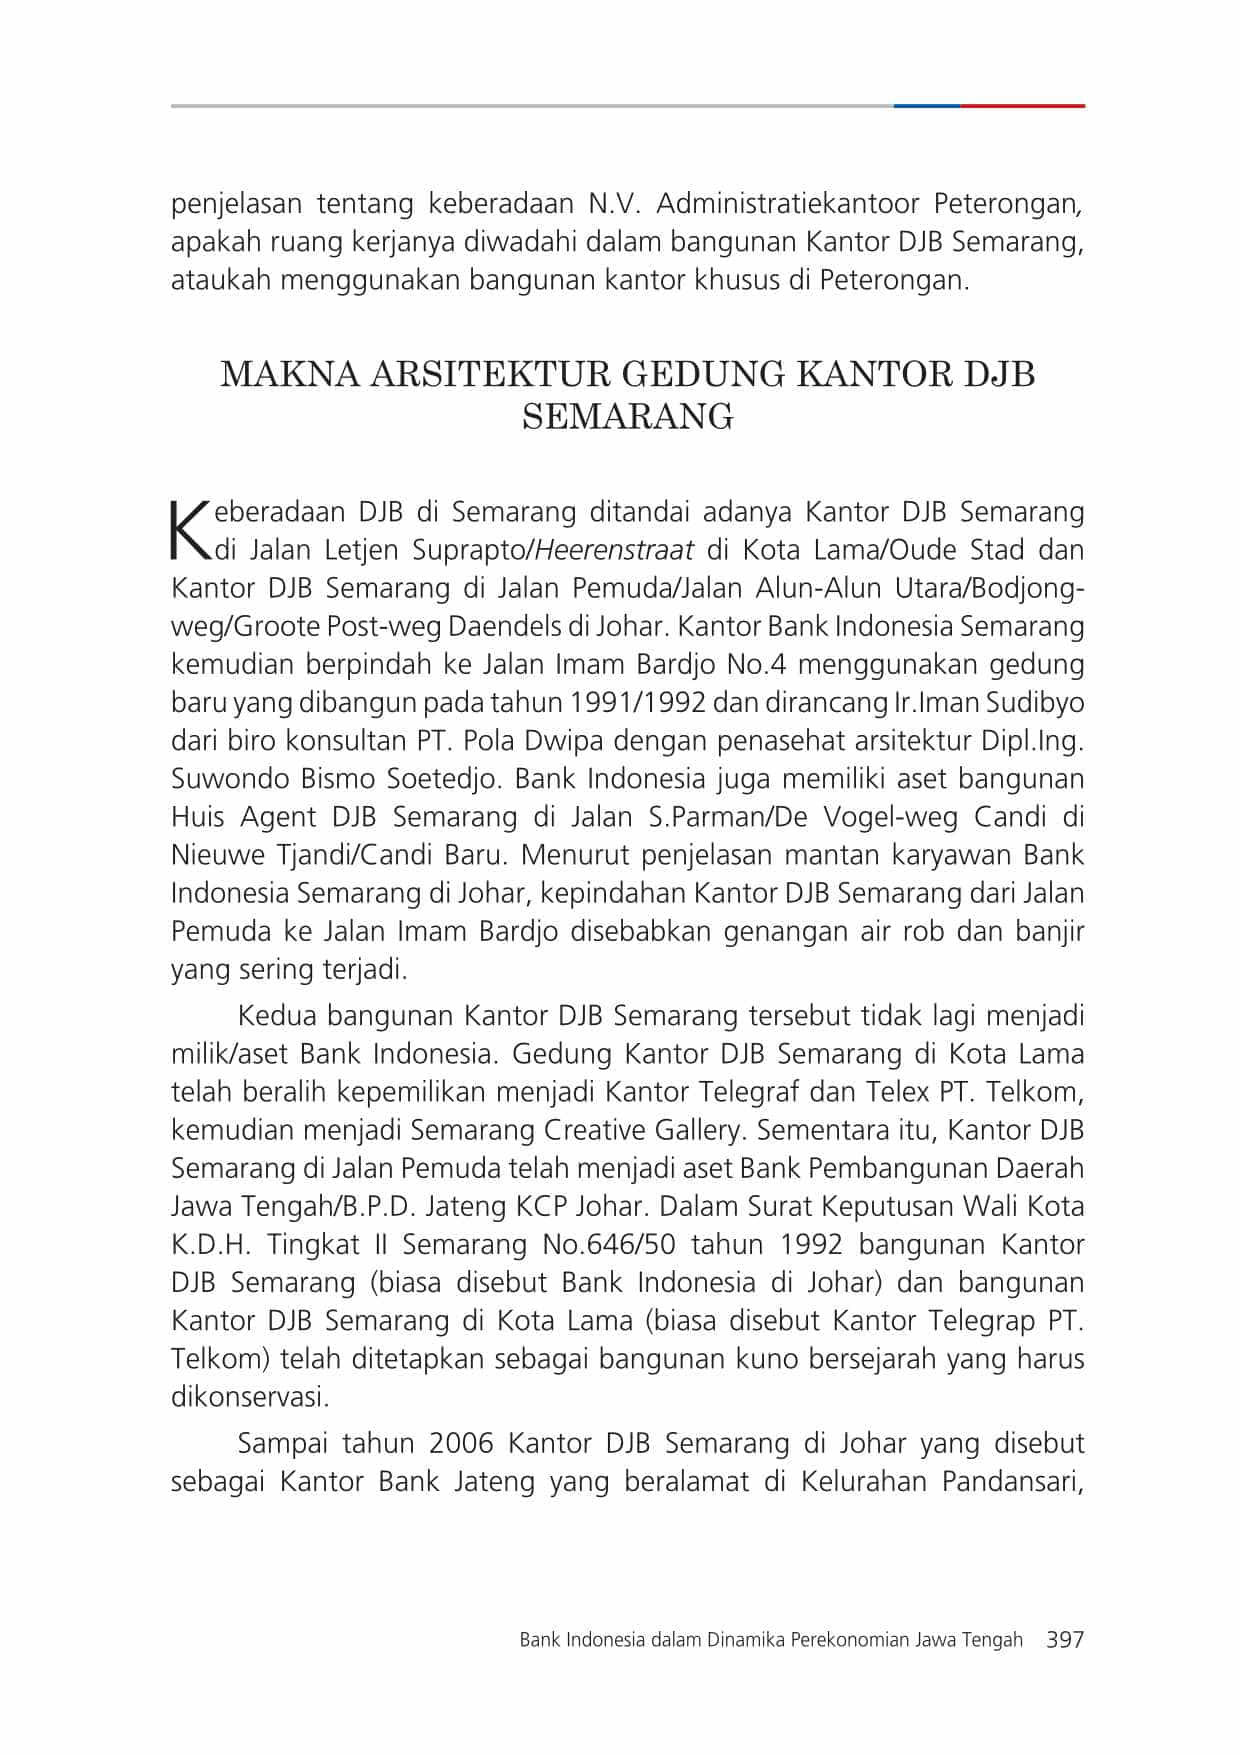 penjelasan tentang keberadaan N.V. Administratiekantoor Peterongan,
apakah ruang kerjanya diwadahi dalam bangunan Kantor DJB Semarang,
ataukah menggunakan bangunan kantor khusus di Peterongan.
MAKNA ARSITEKTUR GEDUNG KANTOR DJB
SEMARANG
Keberadaan DJB di Semarang ditandai adanya Kantor DJB Semarang
di Jalan Letjen Suprapto/Heerenstraat di Kota Lama/Oude Stad dan
Kantor DJB Semarang di Jalan Pemuda/Jalan Alun-Alun Utara/Bodjong-
weg/Groote Post-weg Daendels di Johar. Kantor Bank Indonesia Semarang
kemudian berpindah ke Jalan Imam Bardjo No.4 menggunakan gedung
baru yang dibangun pada tahun 1991/1992 dan dirancang Ir.Iman Sudibyo
dari biro konsultan PT. Pola Dwipa dengan penasehat arsitektur Dipl.Ing.
Suwondo Bismo Soetedjo. Bank Indonesia juga memiliki aset bangunan
Huis Agent DJB Semarang di Jalan S.Parman/De Vogel-weg Candi di
Nieuwe Tjandi/Candi Baru. Menurut penjelasan mantan karyawan Bank
Indonesia Semarang di Johar, kepindahan Kantor DJB Semarang dari Jalan
Pemuda ke Jalan Imam Bardjo disebabkan genangan air rob dan banjir
yang sering terjadi.
Kedua bangunan Kantor DJB Semarang tersebut tidak lagi menjadi
milik/aset Bank Indonesia. Gedung Kantor DJB Semarang di Kota Lama
telah beralih kepemilikan menjadi Kantor Telegraf dan Telex PT. Telkom,
kemudian menjadi Semarang Creative Gallery. Sementara itu, Kantor DJB
Semarang di Jalan Pemuda telah menjadi aset Bank Pembangunan Daerah
Jawa Tengah/B.P.D. Jateng KCP Johar. Dalam Surat Keputusan Wali Kota
K.D.H. Tingkat II Semarang No.646/50 tahun 1992 bangunan Kantor
DJB Semarang (biasa disebut Bank Indonesia di Johar) dan bangunan
Kantor DJB Semarang di Kota Lama (biasa disebut Kantor Telegrap PT.
Telkom) telah ditetapkan sebagai bangunan kuno bersejarah yang harus
dikonservasi.
Sampai tahun 2006 Kantor DJB Semarang di Johar yang disebut
sebagai Kantor Bank Jateng yang beralamat di Kelurahan Pandansari,
Bank Indonesia dalam Dinamika Perekonomian Jawa Tengah 397